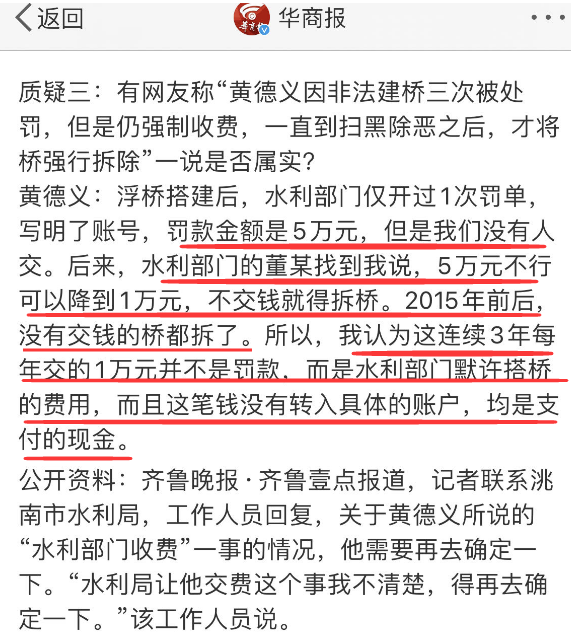 返回
华商报
质疑三：有网友称“黄德义因非法建桥三次被处
罚，但是仍强制收费，一直到扫黑除恶之后，才将
桥强行拆除”一说是否属实？
黄德义：浮桥搭建后，水利部门仅开过1次罚单，
写明了账号，罚款金额是5万元，但是我们没有人
交。后来，水利部门的董某找到我说，5万元不行
可以降到1万元，不交钱就得拆桥。2015年前后，
没有交钱的桥都拆了。所以，我认为这连续3年每
年交的1万元并不是罚款，而是水利部门默许搭桥
的费用，而且这笔钱没有转入具体的账户，均是支
付的现金。
公开资料：齐鲁晚报·齐鲁壹点报道，记者联系洮
南市水利局，工作人员回复，关于黄德义所说的
“水利部门收费”一事的情况，他需要再去确定一
下。“水利局让他交费这个事我不清楚，得再去确
定一下。”该工作人员说。